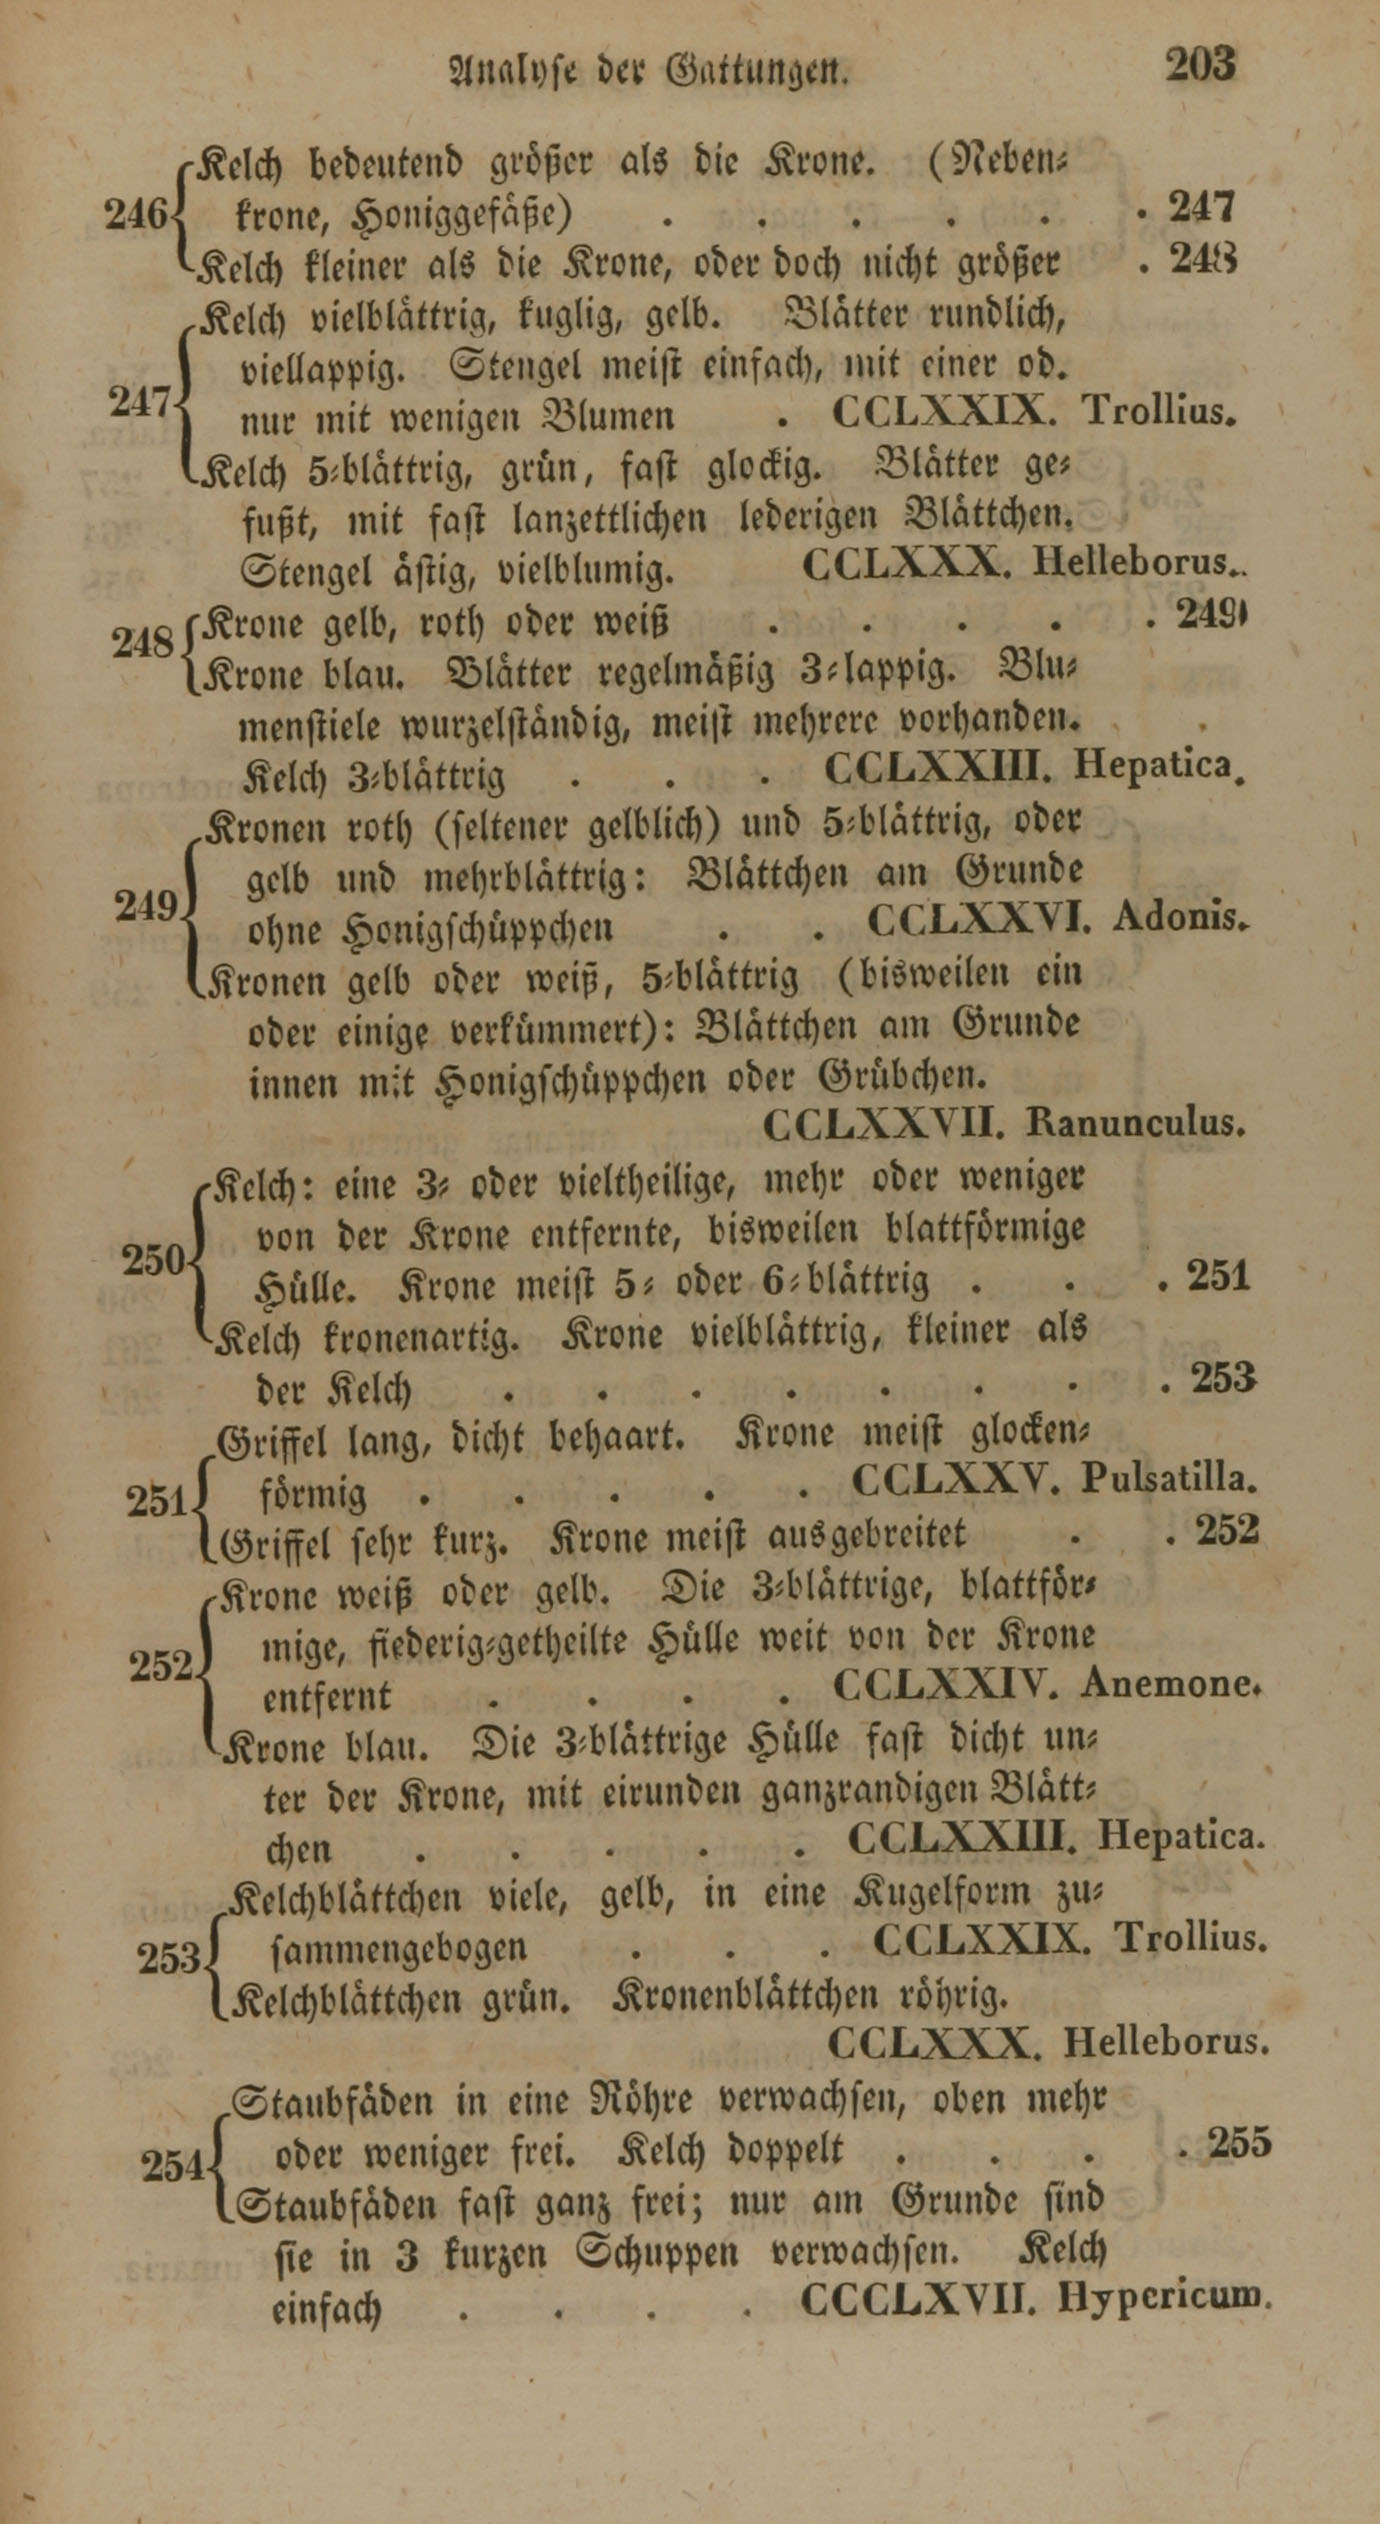 Analyse der Gattungen. 203
Kelch bedeutend größer als die Krone. (Neben-
246 krone, Honiggefäße) . . . . . . 247
Kelch kleiner als die Krone, oder doch nicht größer . 248
Kelch vielblättrig, kuglig, gelb. Blätter rundlich,
viellappig. Stengel meist einfach, mit einer od.
247 nur mit wenigen Blumen . CCLXXIX. Trollius.
Kelch 5-blättrig, grün, fast glockig. Blätter ge-
fußt, mit fast lanzettlichen lederigen Blättchen.
Stengel ästig, vielblumig. CCLXXX. Helleborus.
248 Krone gelb, roth oder weiß . . . . . 249
Krone blau. Blätter regelmäßig 3-lappig. Blu-
menstiele wurzelständig, meist mehrere vorhanden.
Kelch 3-blättrig . . . CCLXXIII. Hepatica.
Kronen roth (seltener gelblich) und 5-blättrig, oder
gelb und mehrblättrig: Blättchen am Grunde
249 ohne Honigschüppchen . . CCLXXVI. Adonis.
Kronen gelb oder weiß, 5-blättrig (bisweilen ein
oder einige verkümmert): Blättchen am Grunde
innen mit Honigschüppchen oder Grübchen.
CCLXXVII. Ranunculus.
Kelch: eine 3- oder vieltheilige, mehr oder weniger
von der Krone entfernte, bisweilen blattförmige
250 Hülle. Krone meist 5- oder 6-blättrig . . . 251
Kelch kronenartig. Krone vielblättrig, kleiner als
der Kelch . . . . . . . . 253
Griffel lang, dicht behaart. Krone meist glocken-
251 förmig . . . . . CCLXXV. Pulsatilla.
Griffel sehr kurz. Krone meist ausgebreitet . . 252
Krone weiß oder gelb. Die 3-blättrige, blattför-
mige, fiederig-getheilte Hülle weit von der Krone
252 entfernt . . . . CCLXXIV. Anemone.
Krone blau. Die 3-blättrige Hülle fast dicht un-
ter der Krone, mit eirunden ganzrandigen Blätt-
chen . . . . . CCLXXIII. Hepatica.
Kelchblättchen viele, gelb, in eine Kugelform zu-
253 sammengebogen . . . CCLXXIX. Trollius.
Kelchblättchen grün. Kronenblättchen röhrig.
CCLXXX. Helleborus.
Staubfäden in eine Röhre verwachsen, oben mehr
254 oder weniger frei. Kelch doppelt . . . . 255
Staubfäden fast ganz frei; nur am Grunde sind
sie in 3 kurzen Schuppen verwachsen. Kelch
einfach . . . . CCCLXVII. Hypericum.